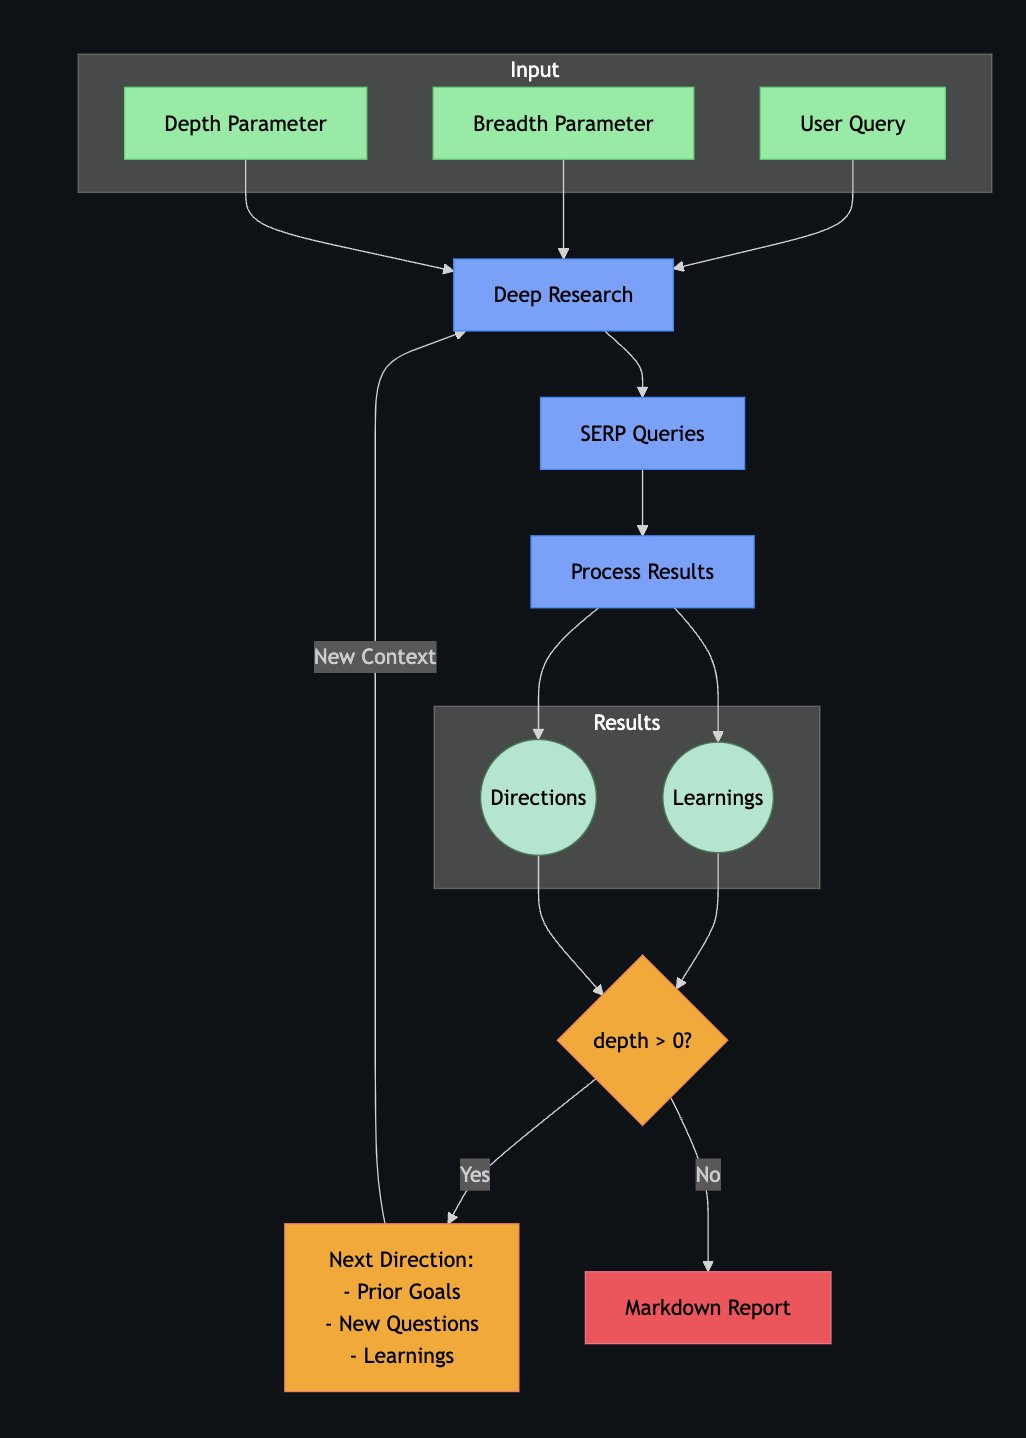 Input
Depth Parameter
Breadth Parameter
User Query
Deep Research
SERP Queries
Process Results
New Context
Results
Directions
Learnings
depth > 0?
Yes
No
Next Direction:
- Prior Goals
- New Questions
- Learnings
Markdown Report